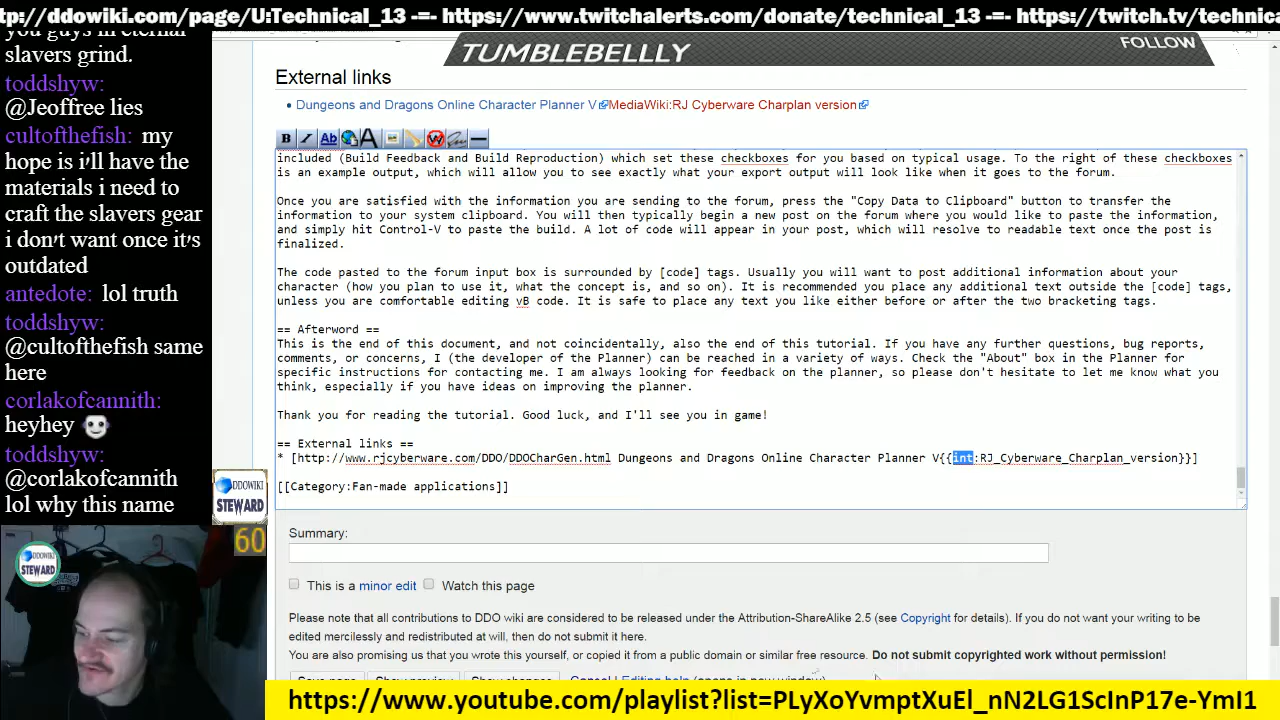 tp://ddowiki.com/page/U:Technical_13 -=- https://www.twitchalerts.com/donate/technical_13 -=- https://twitch.tv/technic
you guys in eternal
slavers grind.
toddshyw:
@Jeoffree lies
cultofthefish: my
hope is i'll have the
materials i need to
craft the slavers gear
i don't want once it's
outdated
antedote: lol truth
toddshyw:
@cultofthefish same
here
corlakofcannith:
heyhey
toddshyw:
@corlakofcannith
lol why this name
DDOWIKI
STEWARD
60
DDOWIKI
STEWARD
TUMBLEBELLLY
FOLLOW
External links
• Dungeons and Dragons Online Character Planner V MediaWiki:RJ Cyberware Charplan version
B I Ab A W
included (Build Feedback and Build Reproduction) which set these checkboxes for you based on typical usage. To the right of these checkboxes
is an example output, which will allow you to see exactly what your export output will look like when it goes to the forum.
Once you are satisfied with the information you are sending to the forum, press the "Copy Data to Clipboard" button to transfer the
information to your system clipboard. You will then typically begin a new post on the forum where you would like to paste the information,
and simply hit Control-V to paste the build. A lot of code will appear in your post, which will resolve to readable text once the post is
finalized.
The code pasted to the forum input box is surrounded by [code] tags. Usually you will want to post additional information about your
character (how you plan to use it, what the concept is, and so on). It is recommended you place any additional text outside the [code] tags,
unless you are comfortable editing vB code. It is safe to place any text you like either before or after the two bracketing tags.
== Afterword ==
This is the end of this document, and not coincidentally, also the end of this tutorial. If you have any further questions, bug reports,
comments, or concerns, I (the developer of the Planner) can be reached in a variety of ways. Check the "About" box in the Planner for
specific instructions for contacting me. I am always looking for feedback on the planner, so please don't hesitate to let me know what you
think, especially if you have ideas on improving the planner.
Thank you for reading the tutorial. Good luck, and I'll see you in game!
== External links ==
* [http://www.rjcyberware.com/DDO/DDOCharGen.html Dungeons and Dragons Online Character Planner V{{int:RJ_Cyberware_Charplan_version}}]
[[Category:Fan-made applications]]
Summary:
This is a minor edit Watch this page
Please note that all contributions to DDO wiki are considered to be released under the Attribution-ShareAlike 2.5 (see Copyright for details). If you do not want your writing to be
edited mercilessly and redistributed at will, then do not submit it here.
You are also promising us that you wrote this yourself, or copied it from a public domain or similar free resource. Do not submit copyrighted work without permission!
Save page Show preview Show changes Cancel | Editing help (opens in new window)
https://www.youtube.com/playlist?list=PLyXoYvmptXuEl_nN2LG1ScInP17e-YmI1